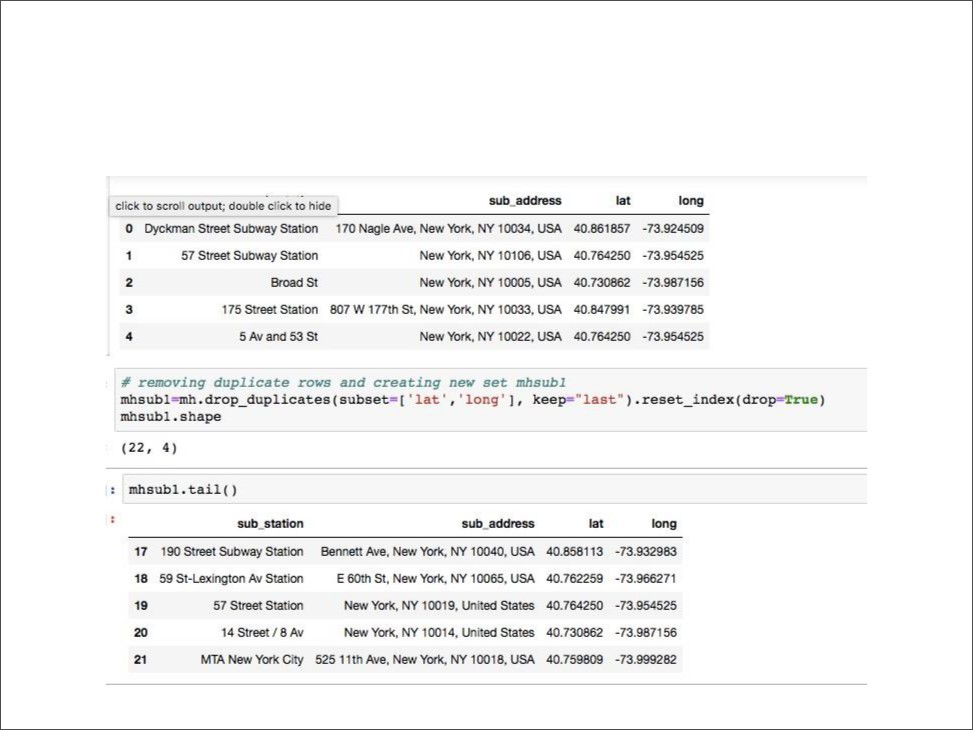 click to scroll output; double click to hide
sub_address lat long
0 Dyckman Street Subway Station 170 Nagle Ave, New York, NY 10034, USA 40.861857 -73.924509
1 57 Street Subway Station New York, NY 10106, USA 40.764250 -73.954525
2 Broad St New York, NY 10005, USA 40.730862 -73.987156
3 175 Street Station 807 W 177th St, New York, NY 10033, USA 40.847991 -73.939785
4 5 Av and 53 St New York, NY 10022, USA 40.764250 -73.954525
# removing duplicate rows and creating new set mhsub1
mhsub1=mh.drop_duplicates(subset=['lat','long'], keep="last").reset_index(drop=True)
mhsub1.shape
(22, 4)
mhsub1.tail()
sub_station sub_address lat long
17 190 Street Subway Station Bennett Ave, New York, NY 10040, USA 40.858113 -73.932983
18 59 St-Lexington Av Station E 60th St, New York, NY 10065, USA 40.762259 -73.966271
19 57 Street Station New York, NY 10019, United States 40.764250 -73.954525
20 14 Street / 8 Av New York, NY 10014, United States 40.730862 -73.987156
21 MTA New York City 525 11th Ave, New York, NY 10018, USA 40.759809 -73.999282